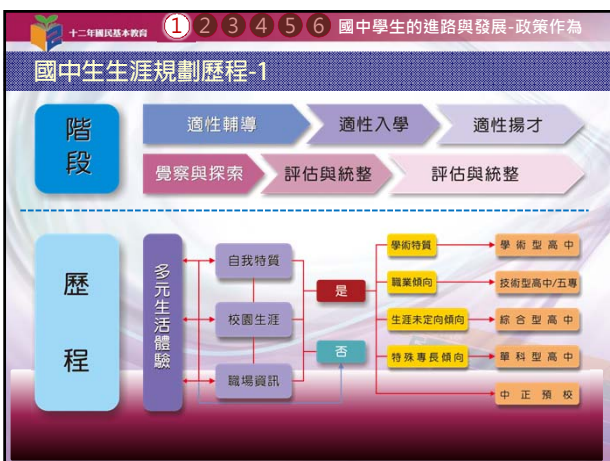 十二年國民基本教育 1 2 3 4 5 6 國中學生的進路與發展-政策作為
國中生生涯規劃歷程-1
階段
適性輔導 適性入學 適性揚才
覺察與探索 評估與統整 評估與統整
歷程
多元生活體驗
自我特質
校園生涯
職場資訊
是
否
學術特質 學術型高中
職業傾向 技術型高中/五專
生涯未定向傾向 綜合型高中
特殊專長傾向 單科型高中
中正預校